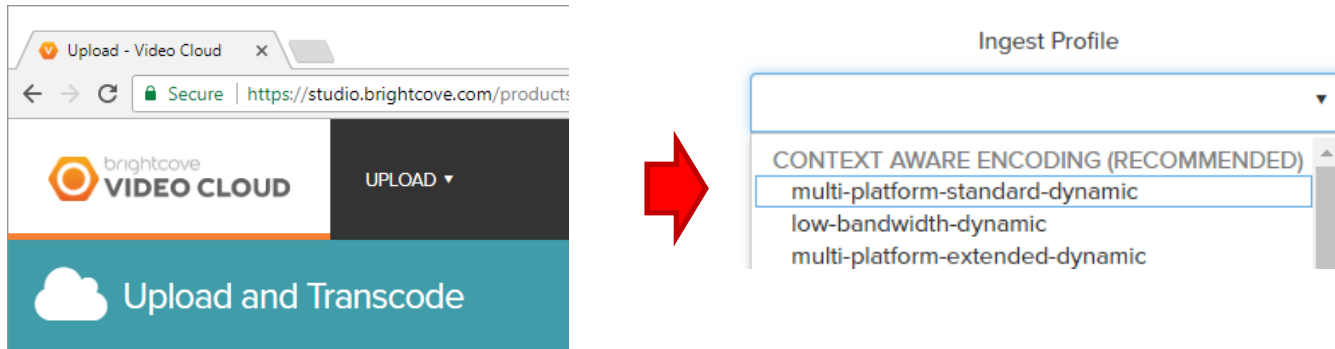 Upload - Video Cloud
Secure | https://studio.brightcove.com/products
brightcove
VIDEO CLOUD
UPLOAD ▾
Upload and Transcode
Ingest Profile
CONTEXT AWARE ENCODING (RECOMMENDED)
multi-platform-standard-dynamic
low-bandwidth-dynamic
multi-platform-extended-dynamic